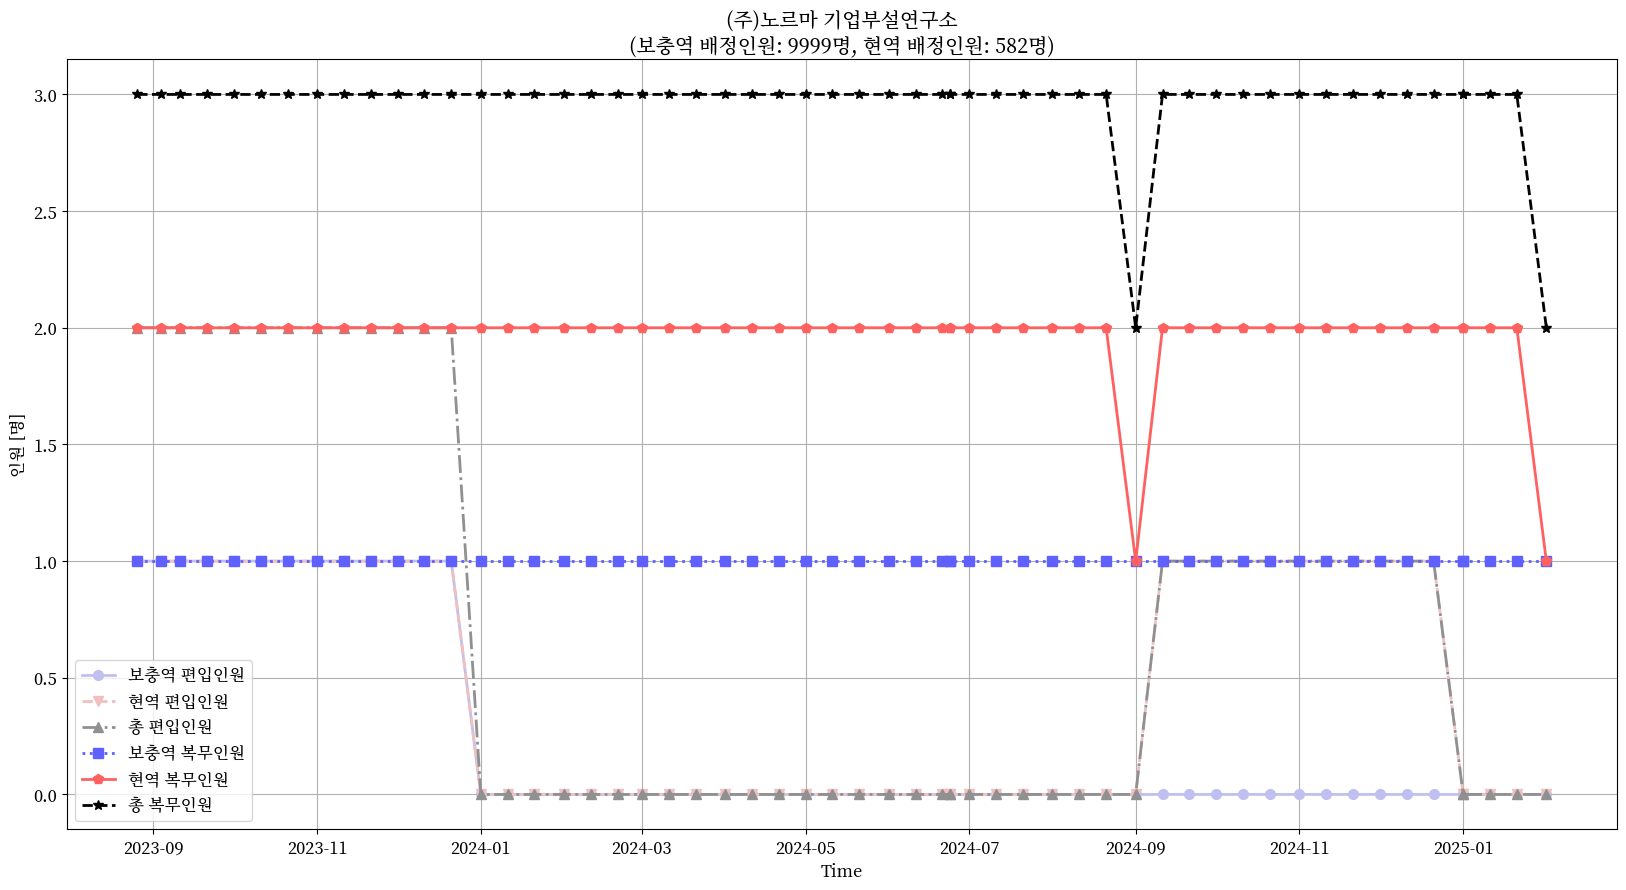 (주)노르마 기업부설연구소
(보충역 배정인원: 9999명, 현역 배정인원: 582명)
인원 [명]
3.0
2.5
2.0
1.5
1.0
0.5
0.0
보충역 편입인원
현역 편입인원
총 편입인원
보충역 복무인원
현역 복무인원
총 복무인원
2023-09 2023-11 2024-01 2024-03 2024-05 2024-07 2024-09 2024-11 2025-01
Time